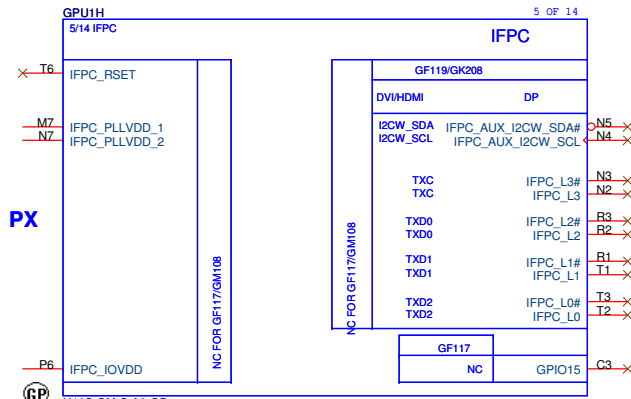 GPU1H
5 OF 14
5/14 IFPC
IFPC
T6 IFPC_RSET
GF119/GK208
DVI/HDMI DP
M7 IFPC_PLLVDD_1
N7 IFPC_PLLVDD_2
I2CW_SDA IFPC_AUX_I2CW_SDA# N5
I2CW_SCL IFPC_AUX_I2CW_SCL N4
TXC IFPC_L3# N3
TXC IFPC_L3 N2
PX
TXD0 IFPC_L2# R3
TXD0 IFPC_L2 R2
TXD1 IFPC_L1# R1
TXD1 IFPC_L1 T1
TXD2 IFPC_L0# T3
TXD2 IFPC_L0 T2
NC FOR GF117/GM108
NC FOR GF117/GM108
GF117
P6 IFPC_IOVDD
NC GPIO15 C3
GP